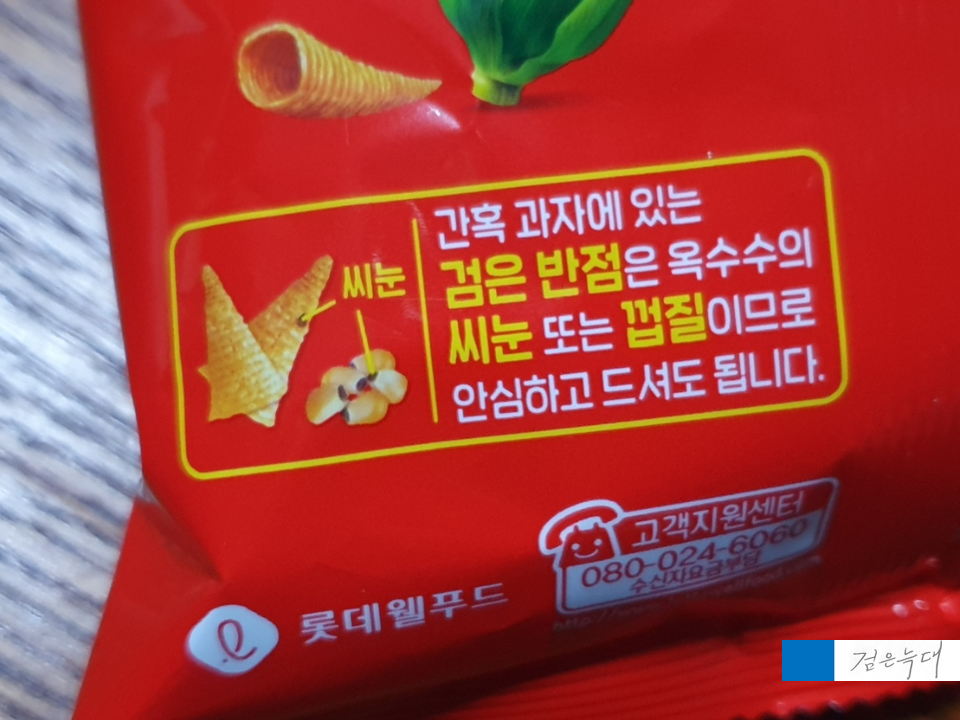 씨눈
간혹 과자에 있는
검은 반점은 옥수수의
씨눈 또는 껍질이므로
안심하고 드셔도 됩니다.
고객지원센터
080-024-6060
수신자요금부담
롯데웰푸드
검은늑대